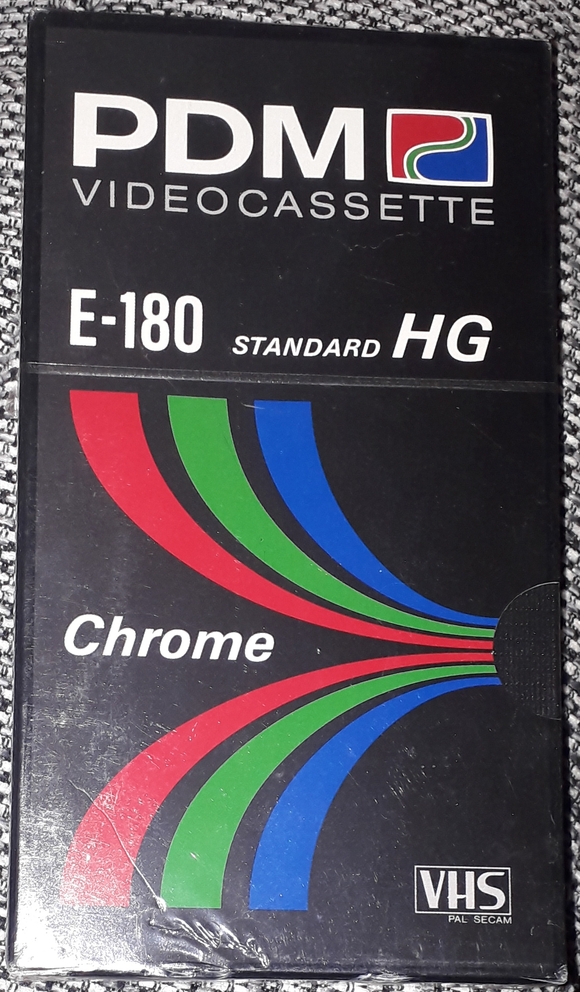 PDM
VIDEOCASSETTE
E-180 STANDARD HG
Chrome
VHS
PAL SECAM